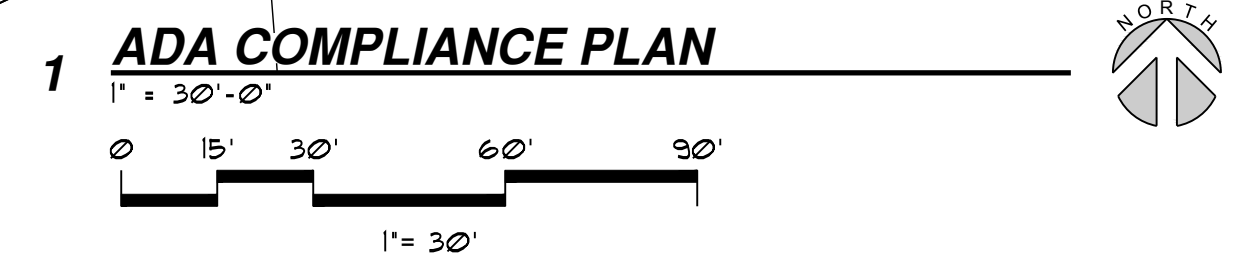 NORTH
1 ADA COMPLIANCE PLAN
1" = 30'-0"
0 15' 30' 60' 90'
1"= 30'